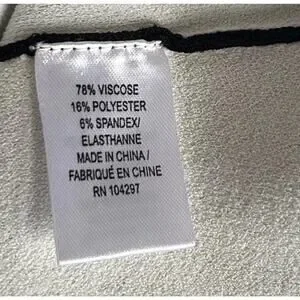 78% VISCOSE
16% POLYESTER
6% SPANDEX/
ELASTHANNE
MADE IN CHINA /
FABRIQUÉ EN CHINE
RN 104297